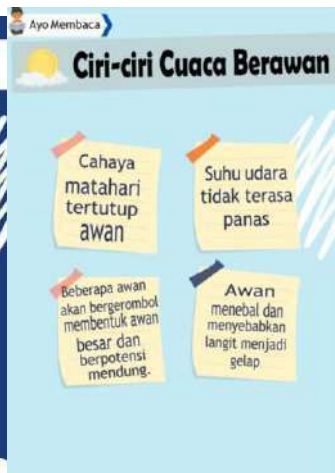 Ayo Membaca
Ciri-ciri Cuaca Berawan
Cahaya
matahari
tertutup
awan
Suhu udara
tidak terasa
panas
Beberapa awan
akan bergerombol
membentuk awan
besar dan
berpotensi
mendung.
Awan
menebal dan
menyebabkan
langit menjadi
gelap